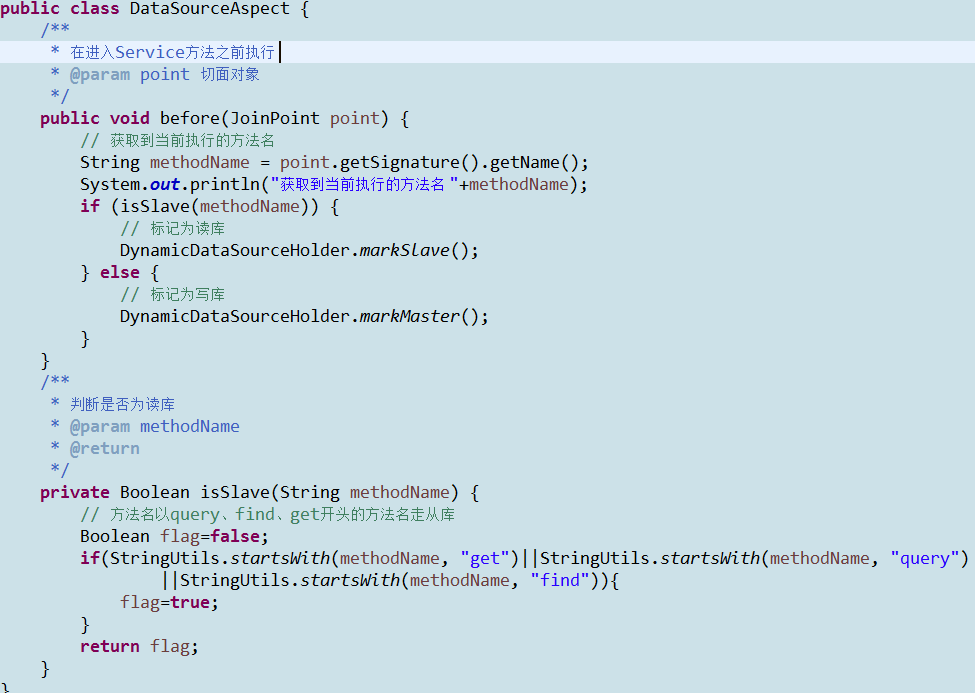 public class DataSourceAspect {
/**
* 在进入Service方法之前执行
* @param point 切面对象
*/
public void before(JoinPoint point) {
// 获取到当前执行的方法名
String methodName = point.getSignature().getName();
System.out.println("获取到当前执行的方法名 "+methodName);
if (isSlave(methodName)) {
// 标记为读库
DynamicDataSourceHolder.markSlave();
} else {
// 标记为写库
DynamicDataSourceHolder.markMaster();
}
}
/**
* 判断是否为读库
* @param methodName
* @return
*/
private Boolean isSlave(String methodName) {
// 方法名以query、find、get开头的方法名走从库
Boolean flag=false;
if(StringUtils.startsWith(methodName, "get")||StringUtils.startsWith(methodName, "query")
||StringUtils.startsWith(methodName, "find")){
flag=true;
}
return flag;
}
}